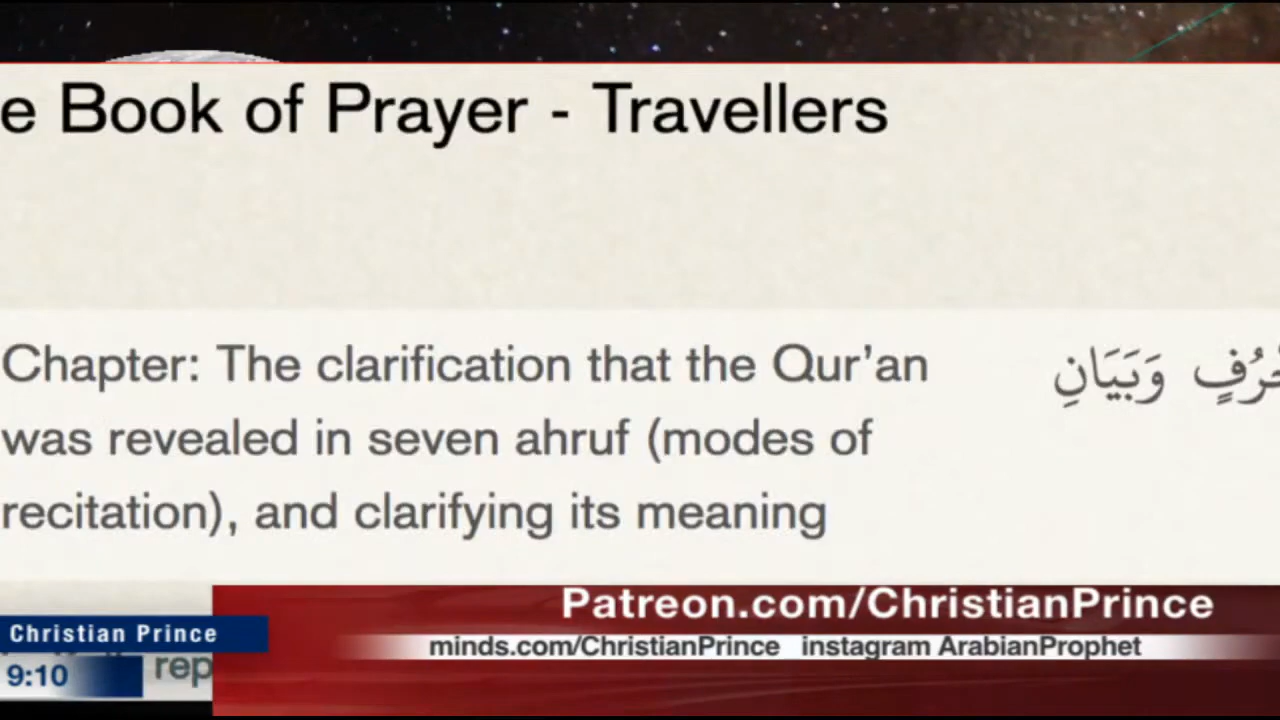 e Book of Prayer - Travellers
Chapter: The clarification that the Qur’an
was revealed in seven ahruf (modes of
recitation), and clarifying its meaning
وَبَيَانِ
Patreon.com/ChristianPrince
Christian Prince
minds.com/ChristianPrince instagram ArabianProphet
9:10
rep